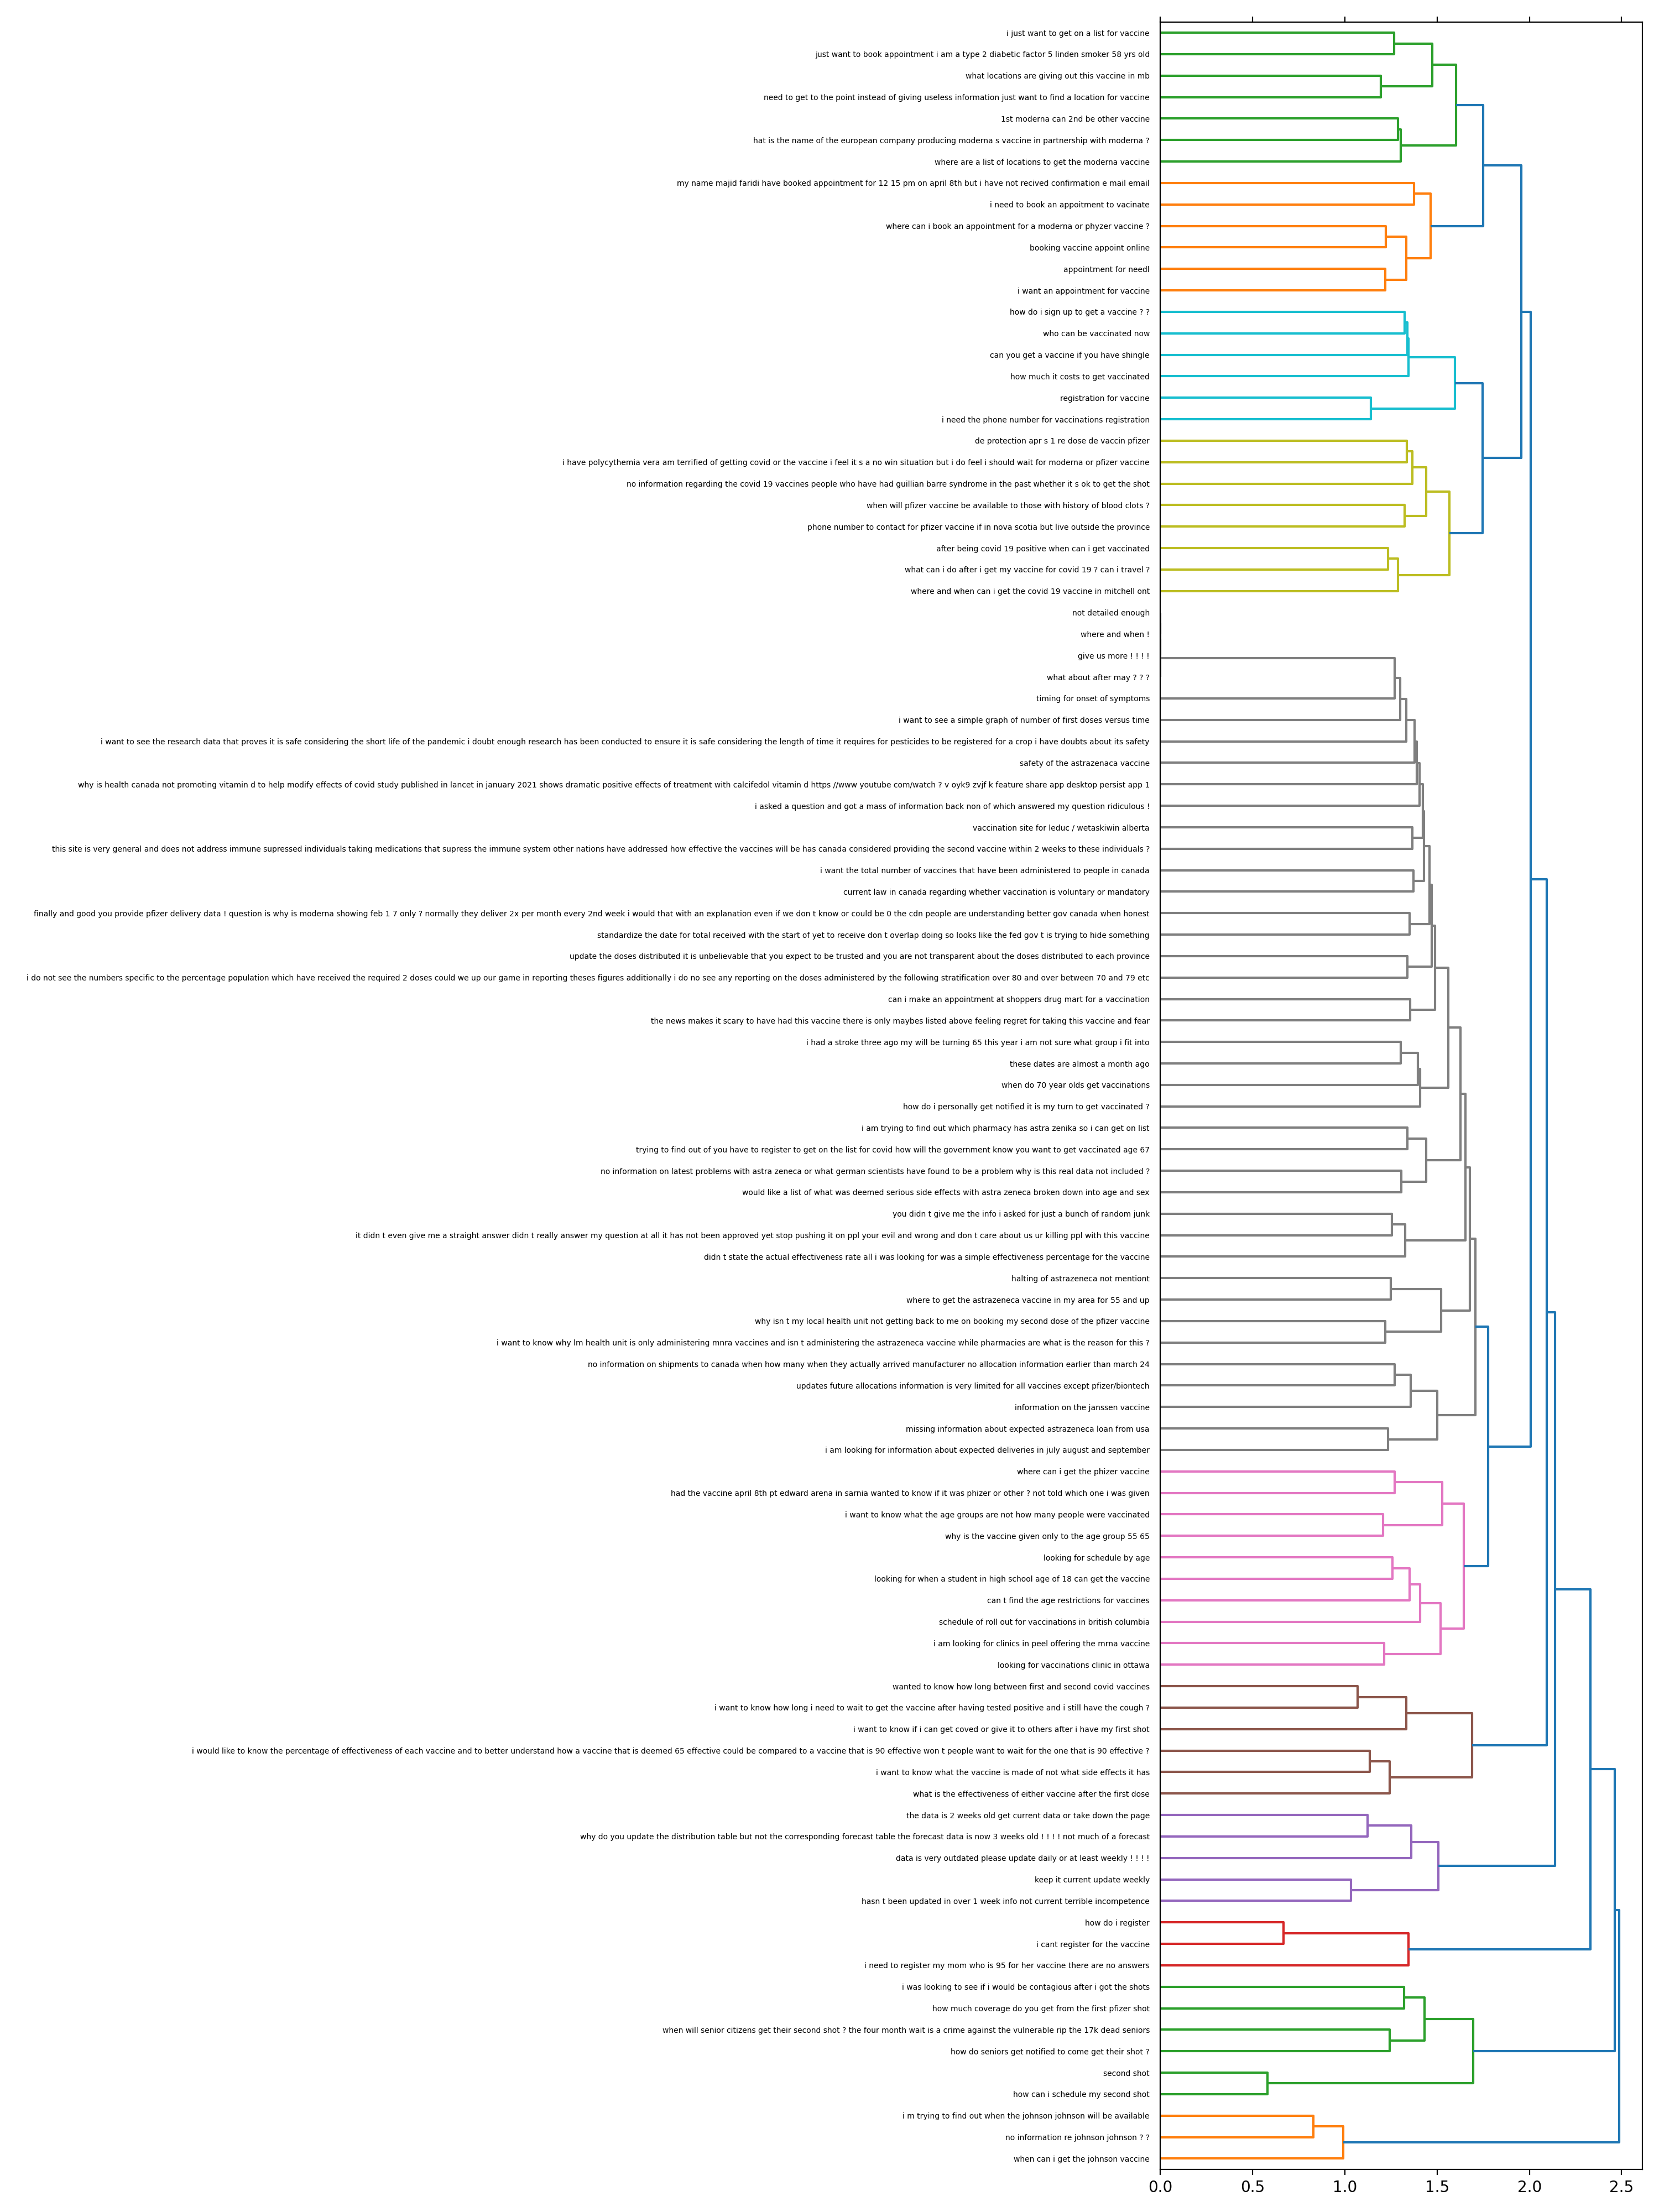 i just want to get on a list for vaccine
just want to book appointment i am a type 2 diabetic factor 5 linden smoker 58 yrs old
what locations are giving out this vaccine in mb
need to get to the point instead of giving useless information just want to find a location for vaccine
1st moderna can 2nd be other vaccine
hat is the name of the european company producing moderna s vaccine in partnership with moderna ?
where are a list of locations to get the moderna vaccine
my name majid faridi have booked appointment for 12 15 pm on april 8th but i have not recived confirmation e mail email
i need to book an appoitment to vacinate
where can i book an appointment for a moderna or phyzer vaccine ?
booking vaccine appoint online
appointment for needl
i want an appointment for vaccine
how do i sign up to get a vaccine ? ?
who can be vaccinated now
can you get a vaccine if you have shingle
how much it costs to get vaccinated
registration for vaccine
i need the phone number for vaccinations registration
de protection apr s 1 re dose de vaccin pfizer
i have polycythemia vera am terrified of getting covid or the vaccine i feel it s a no win situation but i do feel i should wait for moderna or pfizer vaccine
no information regarding the covid 19 vaccines people who have had guillian barre syndrome in the past whether it s ok to get the shot
when will pfizer vaccine be available to those with history of blood clots ?
phone number to contact for pfizer vaccine if in nova scotia but live outside the province
after being covid 19 positive when can i get vaccinated
what can i do after i get my vaccine for covid 19 ? can i travel ?
where and when can i get the covid 19 vaccine in mitchell ont
not detailed enough
where and when !
give us more ! ! ! !
what about after may ? ? ?
timing for onset of symptoms
i want to see a simple graph of number of first doses versus time
i want to see the research data that proves it is safe considering the short life of the pandemic i doubt enough research has been conducted to ensure it is safe considering the length of time it requires for pesticides to be registered for a crop i have doubts about its safety
safety of the astrazenaca vaccine
why is health canada not promoting vitamin d to help modify effects of covid study published in lancet in january 2021 shows dramatic positive effects of treatment with calcifedol vitamin d https //www youtube com/watch ? v oyk9 zvjf k feature share app desktop persist app 1
i asked a question and got a mass of information back non of which answered my question ridiculous !
vaccination site for leduc / wetaskiwin alberta
this site is very general and does not address immune supressed individuals taking medications that supress the immune system other nations have addressed how effective the vaccines will be has canada considered providing the second vaccine within 2 weeks to these individuals ?
i want the total number of vaccines that have been administered to people in canada
current law in canada regarding whether vaccination is voluntary or mandatory
finally and good you provide pfizer delivery data ! question is why is moderna showing feb 1 7 only ? normally they deliver 2x per month every 2nd week i would that with an explanation even if we don t know or could be 0 the cdn people are understanding better gov canada when honest
standardize the date for total received with the start of yet to receive don t overlap doing so looks like the fed gov t is trying to hide something
update the doses distributed it is unbelievable that you expect to be trusted and you are not transparent about the doses distributed to each province
i do not see the numbers specific to the percentage population which have received the required 2 doses could we up our game in reporting theses figures additionally i do no see any reporting on the doses administered by the following stratification over 80 and over between 70 and 79 etc
can i make an appointment at shoppers drug mart for a vaccination
the news makes it scary to have had this vaccine there is only maybes listed above feeling regret for taking this vaccine and fear
i had a stroke three ago my will be turning 65 this year i am not sure what group i fit into
these dates are almost a month ago
when do 70 year olds get vaccinations
how do i personally get notified it is my turn to get vaccinated ?
i am trying to find out which pharmacy has astra zenika so i can get on list
trying to find out of you have to register to get on the list for covid how will the government know you want to get vaccinated age 67
no information on latest problems with astra zeneca or what german scientists have found to be a problem why is this real data not included ?
would like a list of what was deemed serious side effects with astra zeneca broken down into age and sex
you didn t give me the info i asked for just a bunch of random junk
it didn t even give me a straight answer didn t really answer my question at all it has not been approved yet stop pushing it on ppl your evil and wrong and don t care about us ur killing ppl with this vaccine
didn t state the actual effectiveness rate all i was looking for was a simple effectiveness percentage for the vaccine
halting of astrazeneca not mentiont
where to get the astrazeneca vaccine in my area for 55 and up
why isn t my local health unit not getting back to me on booking my second dose of the pfizer vaccine
i want to know why lm health unit is only administering mnra vaccines and isn t administering the astrazeneca vaccine while pharmacies are what is the reason for this ?
no information on shipments to canada when how many when they actually arrived manufacturer no allocation information earlier than march 24
updates future allocations information is very limited for all vaccines except pfizer/biontech
information on the janssen vaccine
missing information about expected astrazeneca loan from usa
i am looking for information about expected deliveries in july august and september
where can i get the phizer vaccine
had the vaccine april 8th pt edward arena in sarnia wanted to know if it was phizer or other ? not told which one i was given
i want to know what the age groups are not how many people were vaccinated
why is the vaccine given only to the age group 55 65
looking for schedule by age
looking for when a student in high school age of 18 can get the vaccine
can t find the age restrictions for vaccines
schedule of roll out for vaccinations in british columbia
i am looking for clinics in peel offering the mrna vaccine
looking for vaccinations clinic in ottawa
wanted to know how long between first and second covid vaccines
i want to know how long i need to wait to get the vaccine after having tested positive and i still have the cough ?
i want to know if i can get coved or give it to others after i have my first shot
i would like to know the percentage of effectiveness of each vaccine and to better understand how a vaccine that is deemed 65 effective could be compared to a vaccine that is 90 effective won t people want to wait for the one that is 90 effective ?
i want to know what the vaccine is made of not what side effects it has
what is the effectiveness of either vaccine after the first dose
the data is 2 weeks old get current data or take down the page
why do you update the distribution table but not the corresponding forecast table the forecast data is now 3 weeks old ! ! ! ! not much of a forecast
data is very outdated please update daily or at least weekly ! ! ! !
keep it current update weekly
hasn t been updated in over 1 week info not current terrible incompetence
how do i register
i cant register for the vaccine
i need to register my mom who is 95 for her vaccine there are no answers
i was looking to see if i would be contagious after i got the shots
how much coverage do you get from the first pfizer shot
when will senior citizens get their second shot ? the four month wait is a crime against the vulnerable rip the 17k dead seniors
how do seniors get notified to come get their shot ?
second shot
how can i schedule my second shot
i m trying to find out when the johnson johnson will be available
no information re johnson johnson ? ?
when can i get the johnson vaccine
0.0 0.5 1.0 1.5 2.0 2.5